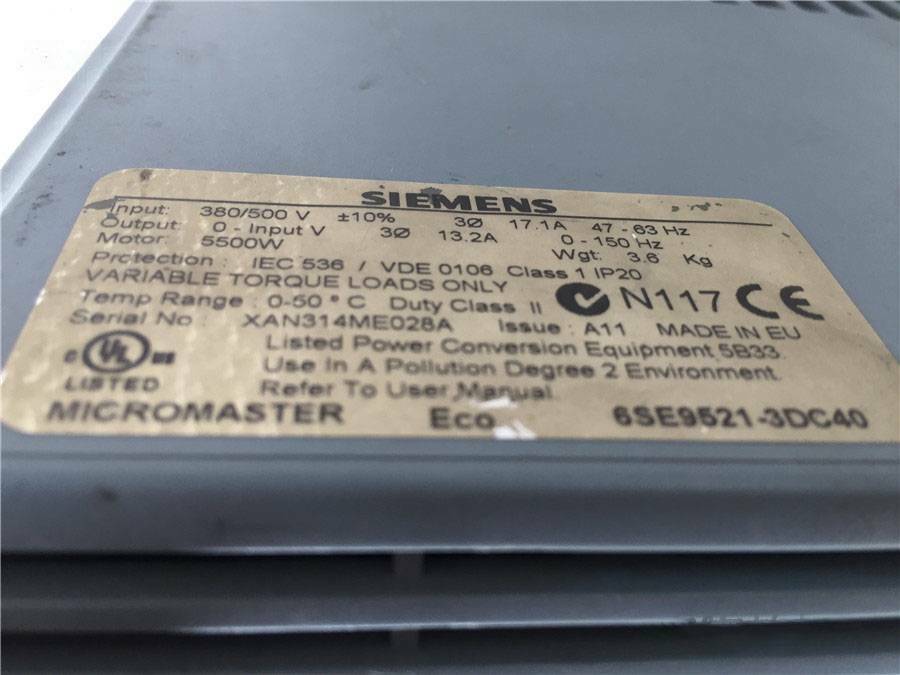 SIEMENS
Input: 380/500 V ±10% 3Ø 17.1A 47 - 63 Hz
Output: 0 - Input V 3Ø 13.2A 0 - 150 Hz
Motor: 5500W Wgt: 3.6 Kg
Protection: IEC 536 / VDE 0106 Class 1 IP20
VARIABLE TORQUE LOADS ONLY
Temp Range: 0-50 °C Duty Class II N117 CE
Serial No: XAN314ME028A Issue: A11 MADE IN EU
Listed Power Conversion Equipment 5B33.
c UL us Use In A Pollution Degree 2 Environment.
LISTED Refer To User Manual
MICROMASTER Eco 6SE9521-3DC40